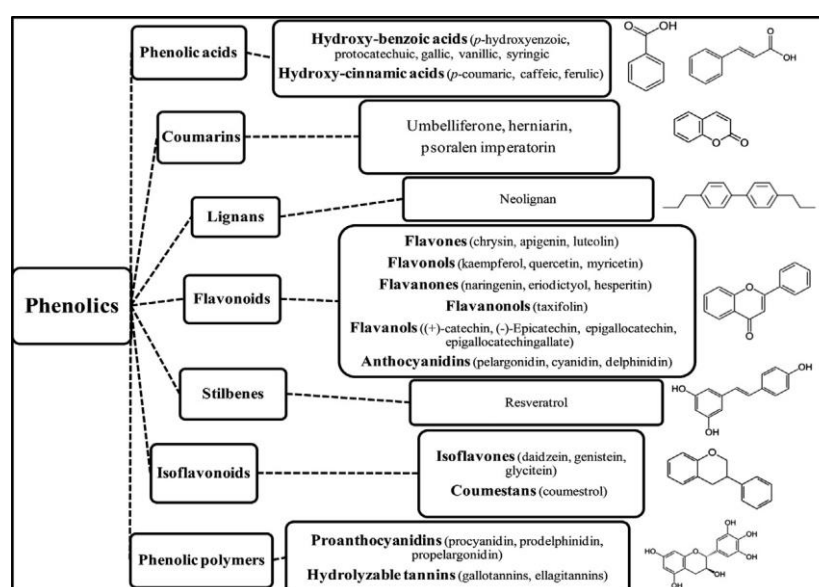 Phenolics
Phenolic acids
Hydroxy-benzoic acids (p-hydroxyenzoic,
protocatechuic, gallic, vanillic, syringic
Hydroxy-cinnamic acids (p-coumaric, caffeic, ferulic)
OH
O
O
OH
Coumarins
Umbelliferone, herniarin,
psoralen imperatorin
O
O
Lignans
Neolignan
Flavonoids
Flavones (chrysin, apigenin, luteolin)
Flavonols (kaempferol, quercetin, myricetin)
Flavanones (naringenin, eriodictyol, hesperitin)
Flavanonols (taxifolin)
Flavanols ((+)-catechin, (-)-Epicatechin, epigallocatechin,
epigallocatechingallate)
Anthocyanidins (pelargonidin, cyanidin, delphinidin)
O
O
Stilbenes
Resveratrol
OH
HO
OH
Isoflavonoids
Isoflavones (daidzein, genistein,
glycitein)
Coumestans (coumestrol)
O
Phenolic polymers
Proanthocyanidins (procyanidin, prodelphinidin,
propelargonidin)
Hydrolyzable tannins (gallotannins, ellagitannins)
OH
OH
HO
O
OH
OH
OH